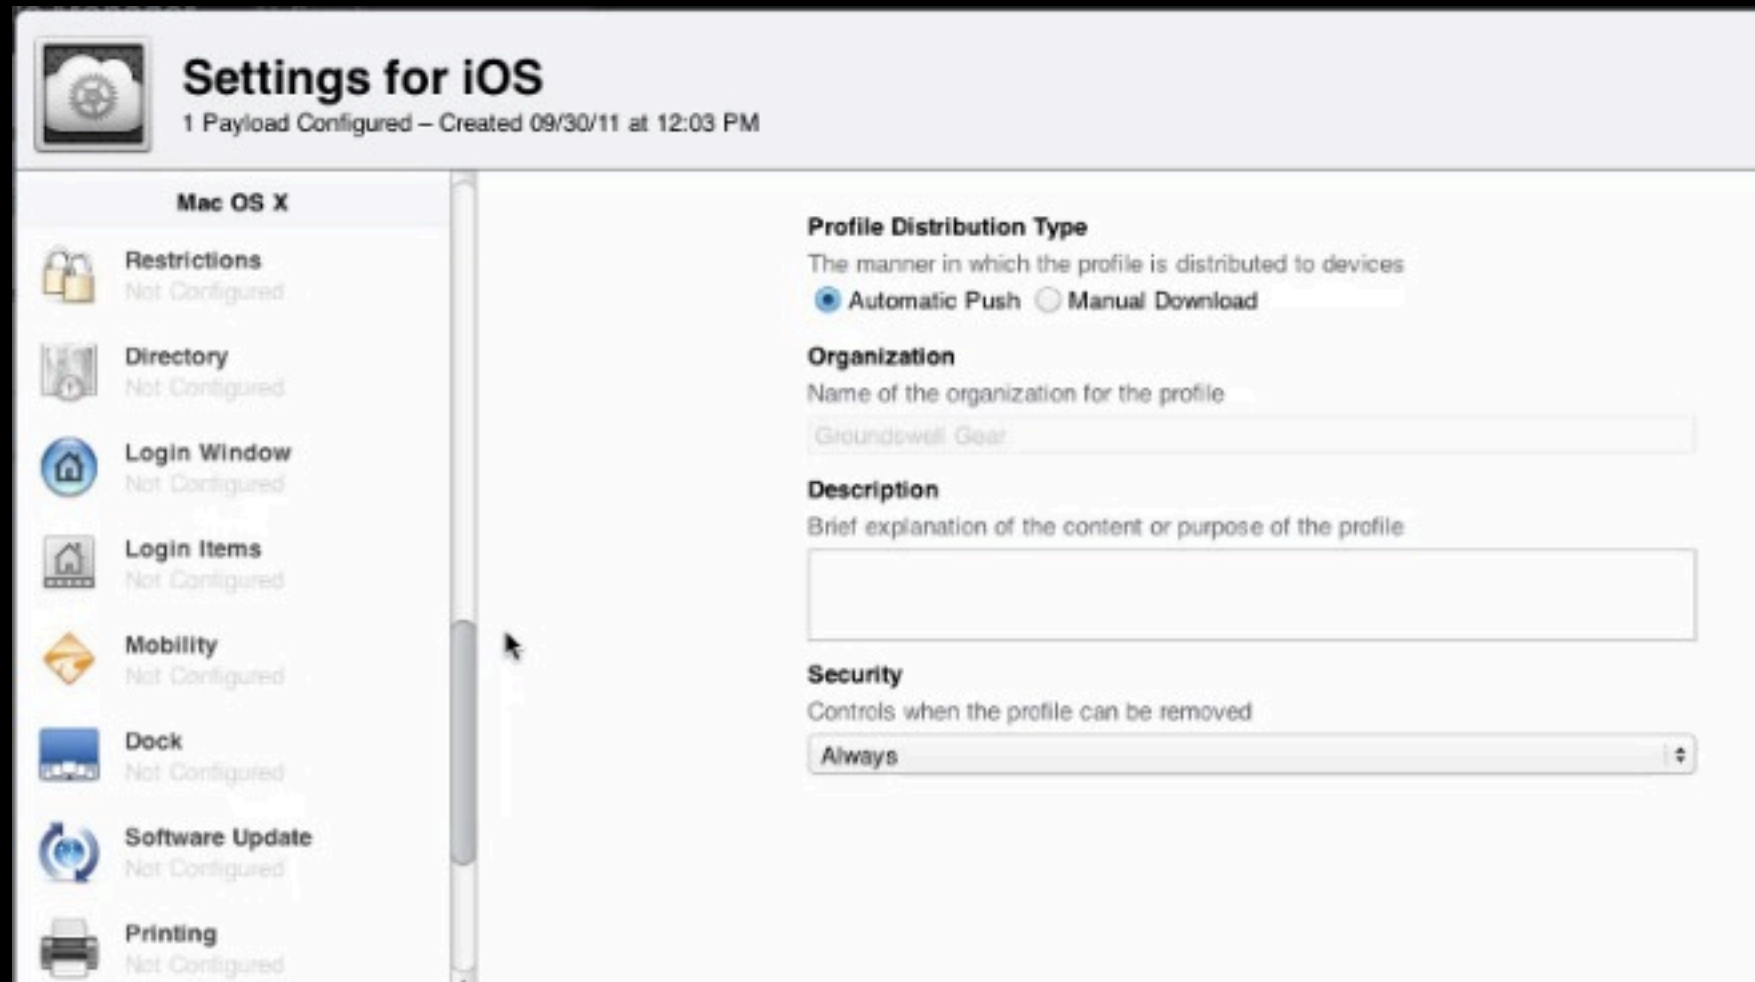 Settings for iOS
1 Payload Configured – Created 09/30/11 at 12:03 PM
Mac OS X
Restrictions
Not Configured
Directory
Not Configured
Login Window
Not Configured
Login Items
Not Configured
Mobility
Not Configured
Dock
Not Configured
Software Update
Not Configured
Printing
Not Configured
Profile Distribution Type
The manner in which the profile is distributed to devices
Automatic Push Manual Download
Organization
Name of the organization for the profile
Groundswell Gear
Description
Brief explanation of the content or purpose of the profile
Security
Controls when the profile can be removed
Always